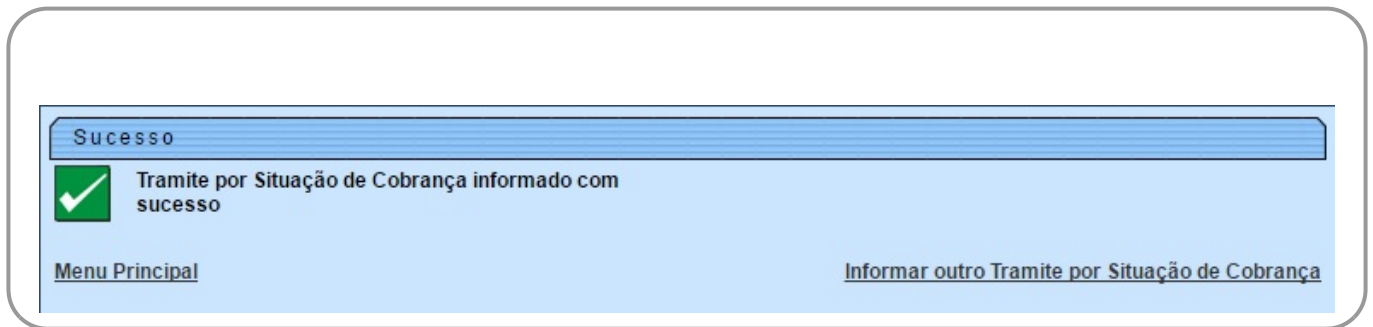 Sucesso
Tramite por Situação de Cobrança informado com
sucesso
Menu Principal
Informar outro Tramite por Situação de Cobrança